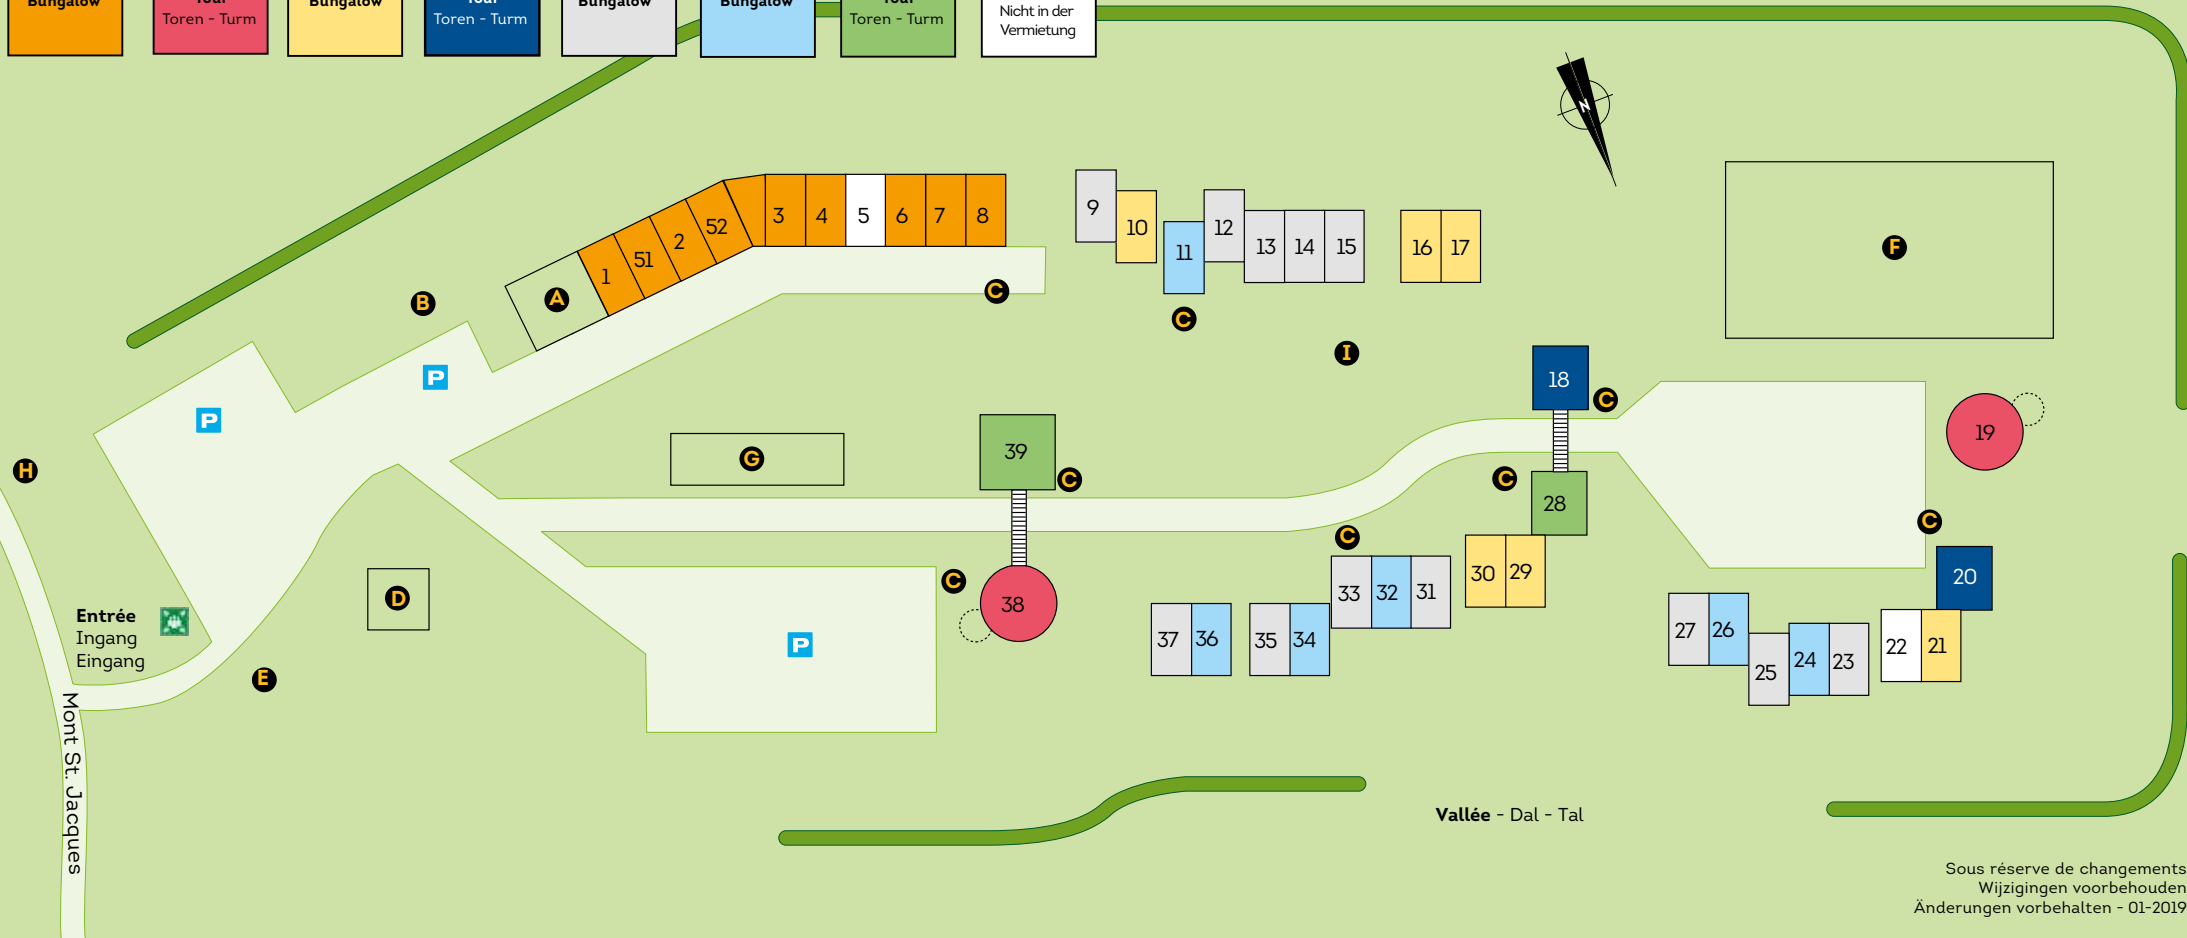 Bungalow
Tour
Toren - Turm
Bungalow
Tour
Toren - Turm
Bungalow
Bungalow
Tour
Toren - Turm
Nicht in der
Vermietung
N
1
51
2
52
3
4
5
6
7
8
9
10
11
12
13
14
15
16
17
A
B
C
C
F
I
P
P
H
G
39
C
18
C
19
C
28
C
C
D
C
38
P
E
Entrée
Ingang
Eingang
37
36
35
34
33
32
31
30
29
27
26
25
24
23
22
21
20
Mont St. Jacques
Vallée - Dal - Tal
Sous réserve de changements
Wijzigingen voorbehouden
Änderungen vorbehalten - 01-2019